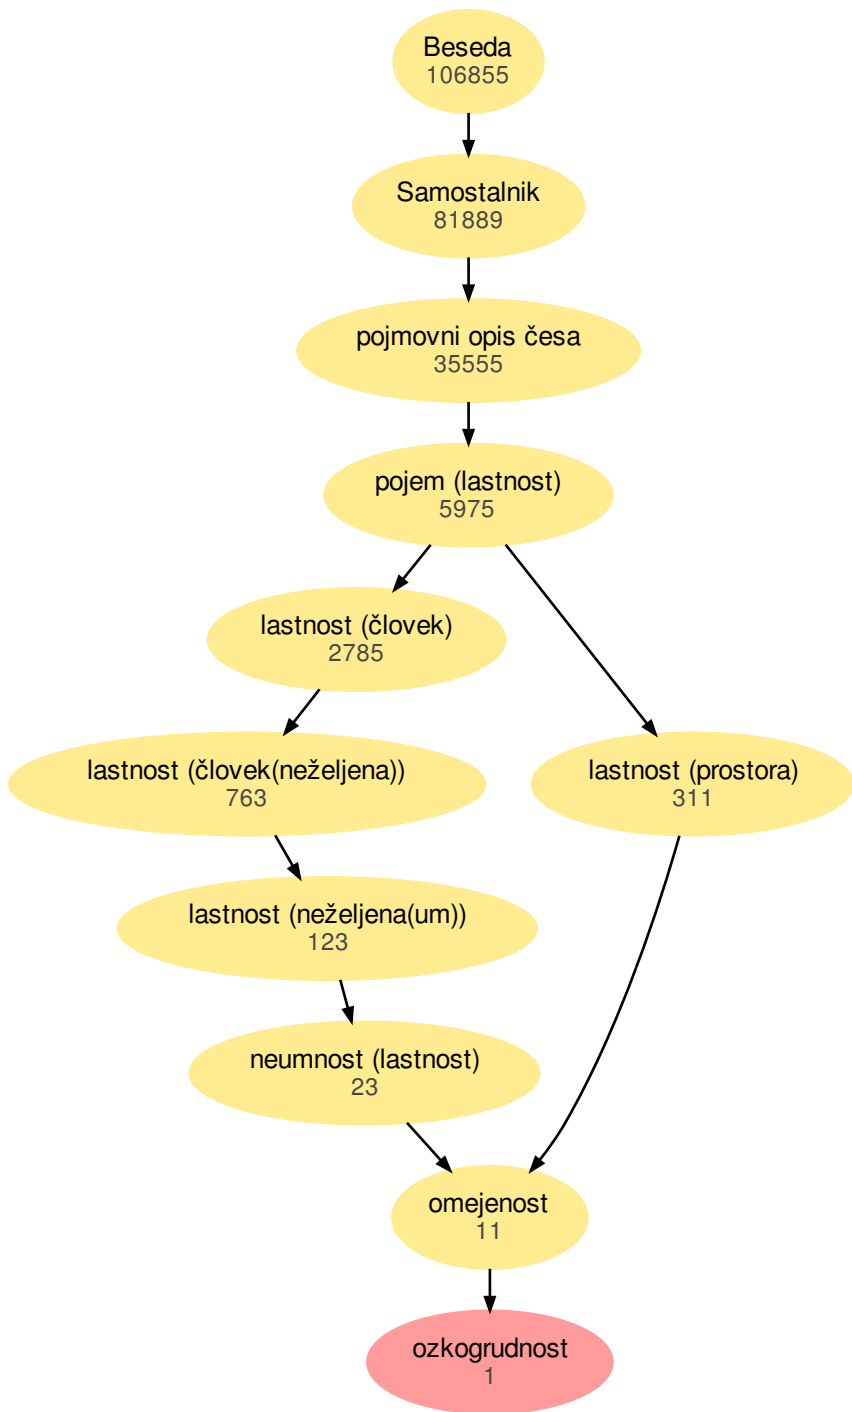 Beseda
106855
Samostalnik
81889
pojmovni opis česa
35555
pojem (lastnost)
5975
lastnost (človek)
2785
lastnost (človek(neželjena))
763
lastnost (prostora)
311
lastnost (neželjena(um))
123
neumnost (lastnost)
23
omejenost
11
ozkogrudnost
1